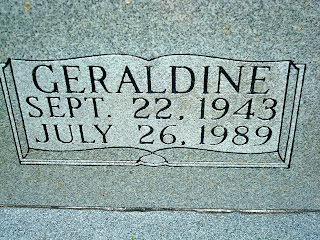 GERALDINE
SEPT. 22, 1943
JULY 26, 1989